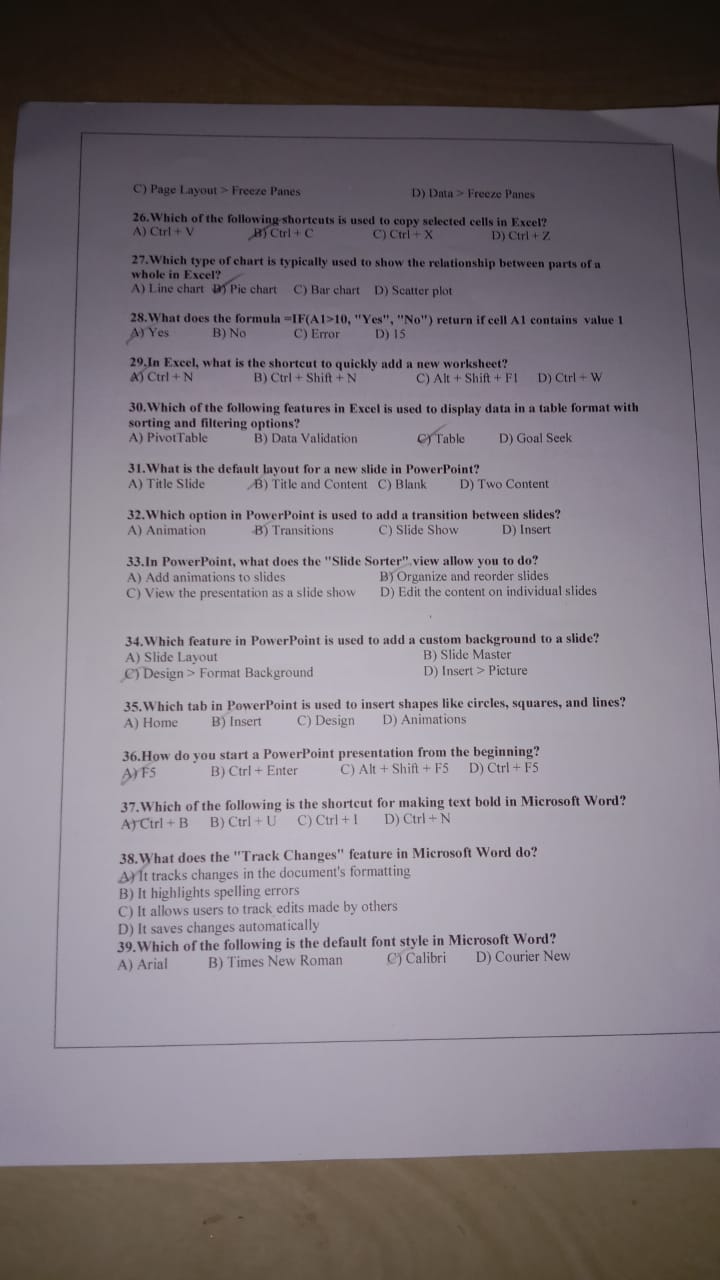 C) Page Layout > Freeze Panes D) Data > Freeze Panes
26.Which of the following shortcuts is used to copy selected cells in Excel?
A) Ctrl + V B) Ctrl + C C) Ctrl + X D) Ctrl + Z
27.Which type of chart is typically used to show the relationship between parts of a
whole in Excel?
A) Line chart B) Pie chart C) Bar chart D) Scatter plot
28.What does the formula =IF(A1>10, "Yes", "No") return if cell A1 contains value 1
A) Yes B) No C) Error D) 15
29.In Excel, what is the shortcut to quickly add a new worksheet?
A) Ctrl + N B) Ctrl + Shift + N C) Alt + Shift + F1 D) Ctrl + W
30.Which of the following features in Excel is used to display data in a table format with
sorting and filtering options?
A) PivotTable B) Data Validation C) Table D) Goal Seek
31.What is the default layout for a new slide in PowerPoint?
A) Title Slide B) Title and Content C) Blank D) Two Content
32.Which option in PowerPoint is used to add a transition between slides?
A) Animation B) Transitions C) Slide Show D) Insert
33.In PowerPoint, what does the "Slide Sorter" view allow you to do?
A) Add animations to slides B) Organize and reorder slides
C) View the presentation as a slide show D) Edit the content on individual slides
34.Which feature in PowerPoint is used to add a custom background to a slide?
A) Slide Layout B) Slide Master
C) Design > Format Background D) Insert > Picture
35.Which tab in PowerPoint is used to insert shapes like circles, squares, and lines?
A) Home B) Insert C) Design D) Animations
36.How do you start a PowerPoint presentation from the beginning?
A) F5 B) Ctrl + Enter C) Alt + Shift + F5 D) Ctrl + F5
37.Which of the following is the shortcut for making text bold in Microsoft Word?
A) Ctrl + B B) Ctrl + U C) Ctrl + I D) Ctrl + N
38.What does the "Track Changes" feature in Microsoft Word do?
A) It tracks changes in the document's formatting
B) It highlights spelling errors
C) It allows users to track edits made by others
D) It saves changes automatically
39.Which of the following is the default font style in Microsoft Word?
A) Arial B) Times New Roman C) Calibri D) Courier New